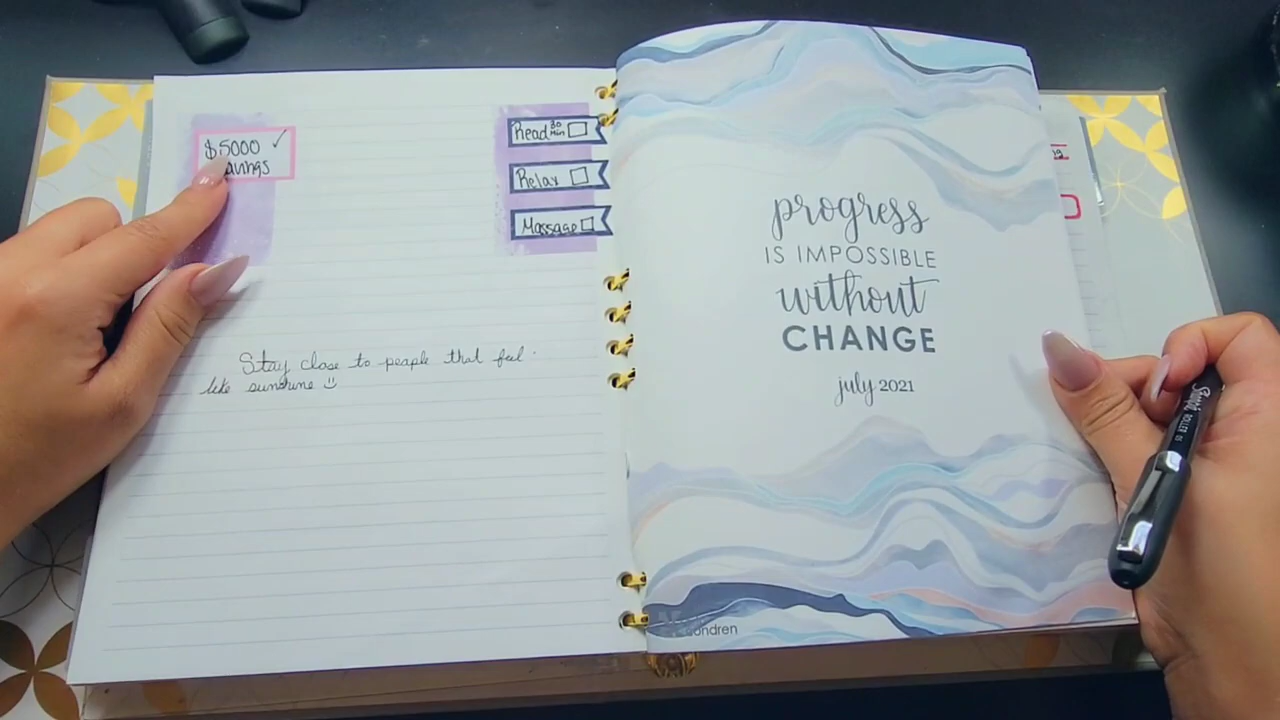 $5000 ✓
Savings
Read 30 Min
Relax
Massage
Stay close to people that feel
like sunshine
progress
IS IMPOSSIBLE
without
CHANGE
july 2021